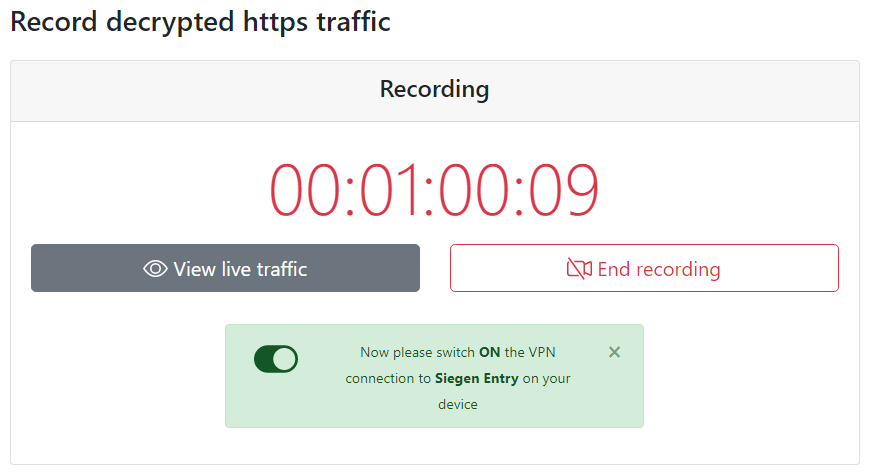 Record decrypted https traffic
Recording
00:01:00:09
View live traffic
End recording
Now please switch ON the VPN
connection to Siegen Entry on your
device
×